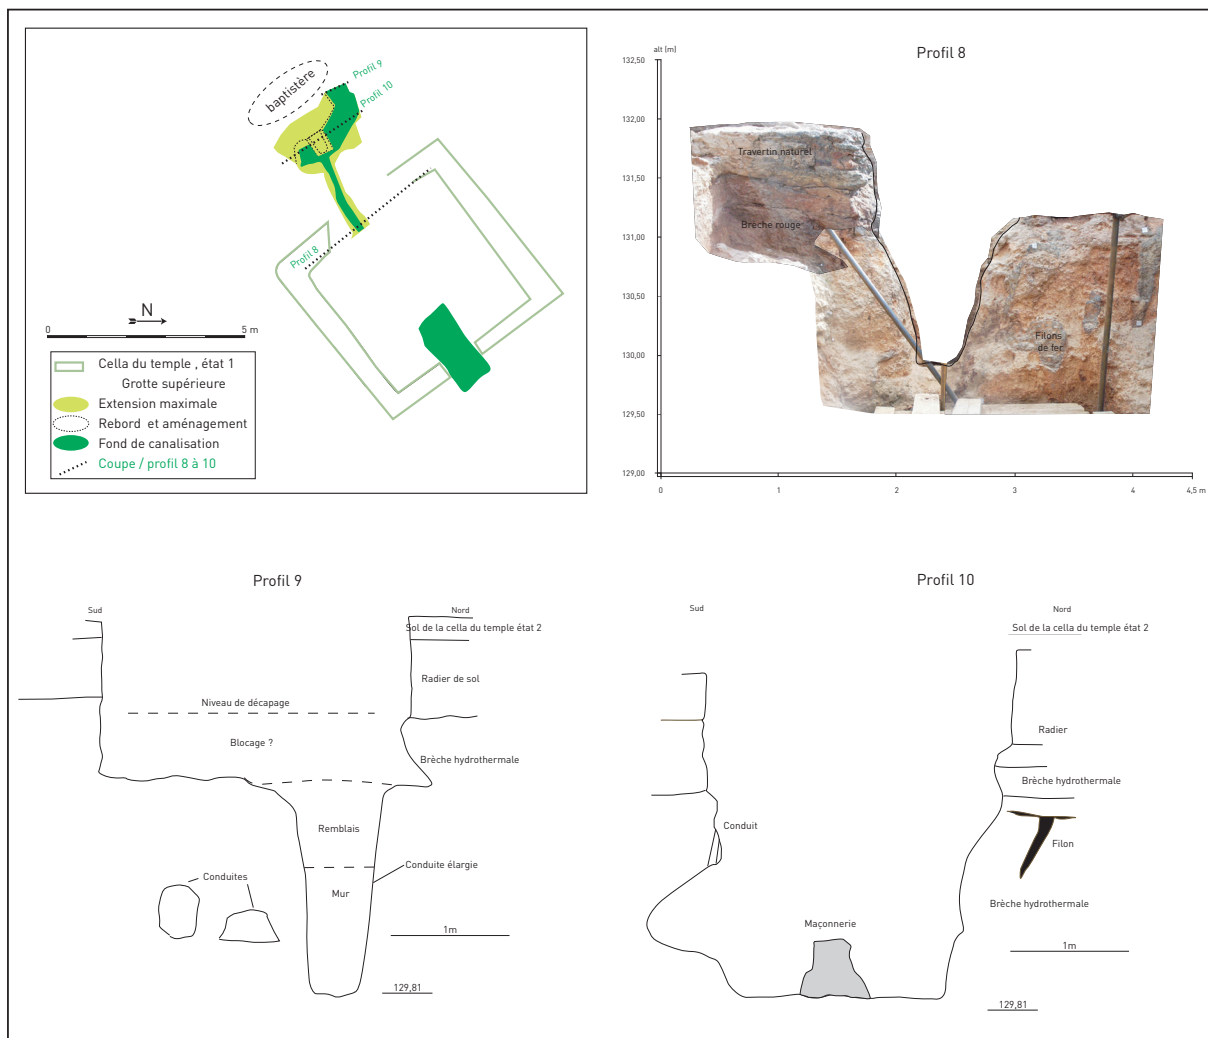 baptistère
Profil 9
Profil 10
Profil 8
N
0 5 m
Cella du temple , état 1
Grotte supérieure
Extension maximale
Rebord et aménagement
Fond de canalisation
Coupe / profil 8 à 10
Profil 8
alt (m)
132,50
132,00
131,50
131,00
130,50
130,00
129,50
129,00
0 1 2 3 4 4,5 m
Travertin naturel
Brèche rouge
Filons
de fer
Profil 9
Sud
Nord
Sol de la cella du temple état 2
Radier de sol
Niveau de décapage
Blocage ?
Brèche hydrothermale
Remblais
Conduite élargie
Conduites
Mur
1m
129,81
Profil 10
Sud
Nord
Sol de la cella du temple état 2
Radier
Brèche hydrothermale
Conduit
Filon
Brèche hydrothermale
Maçonnerie
1m
129,81